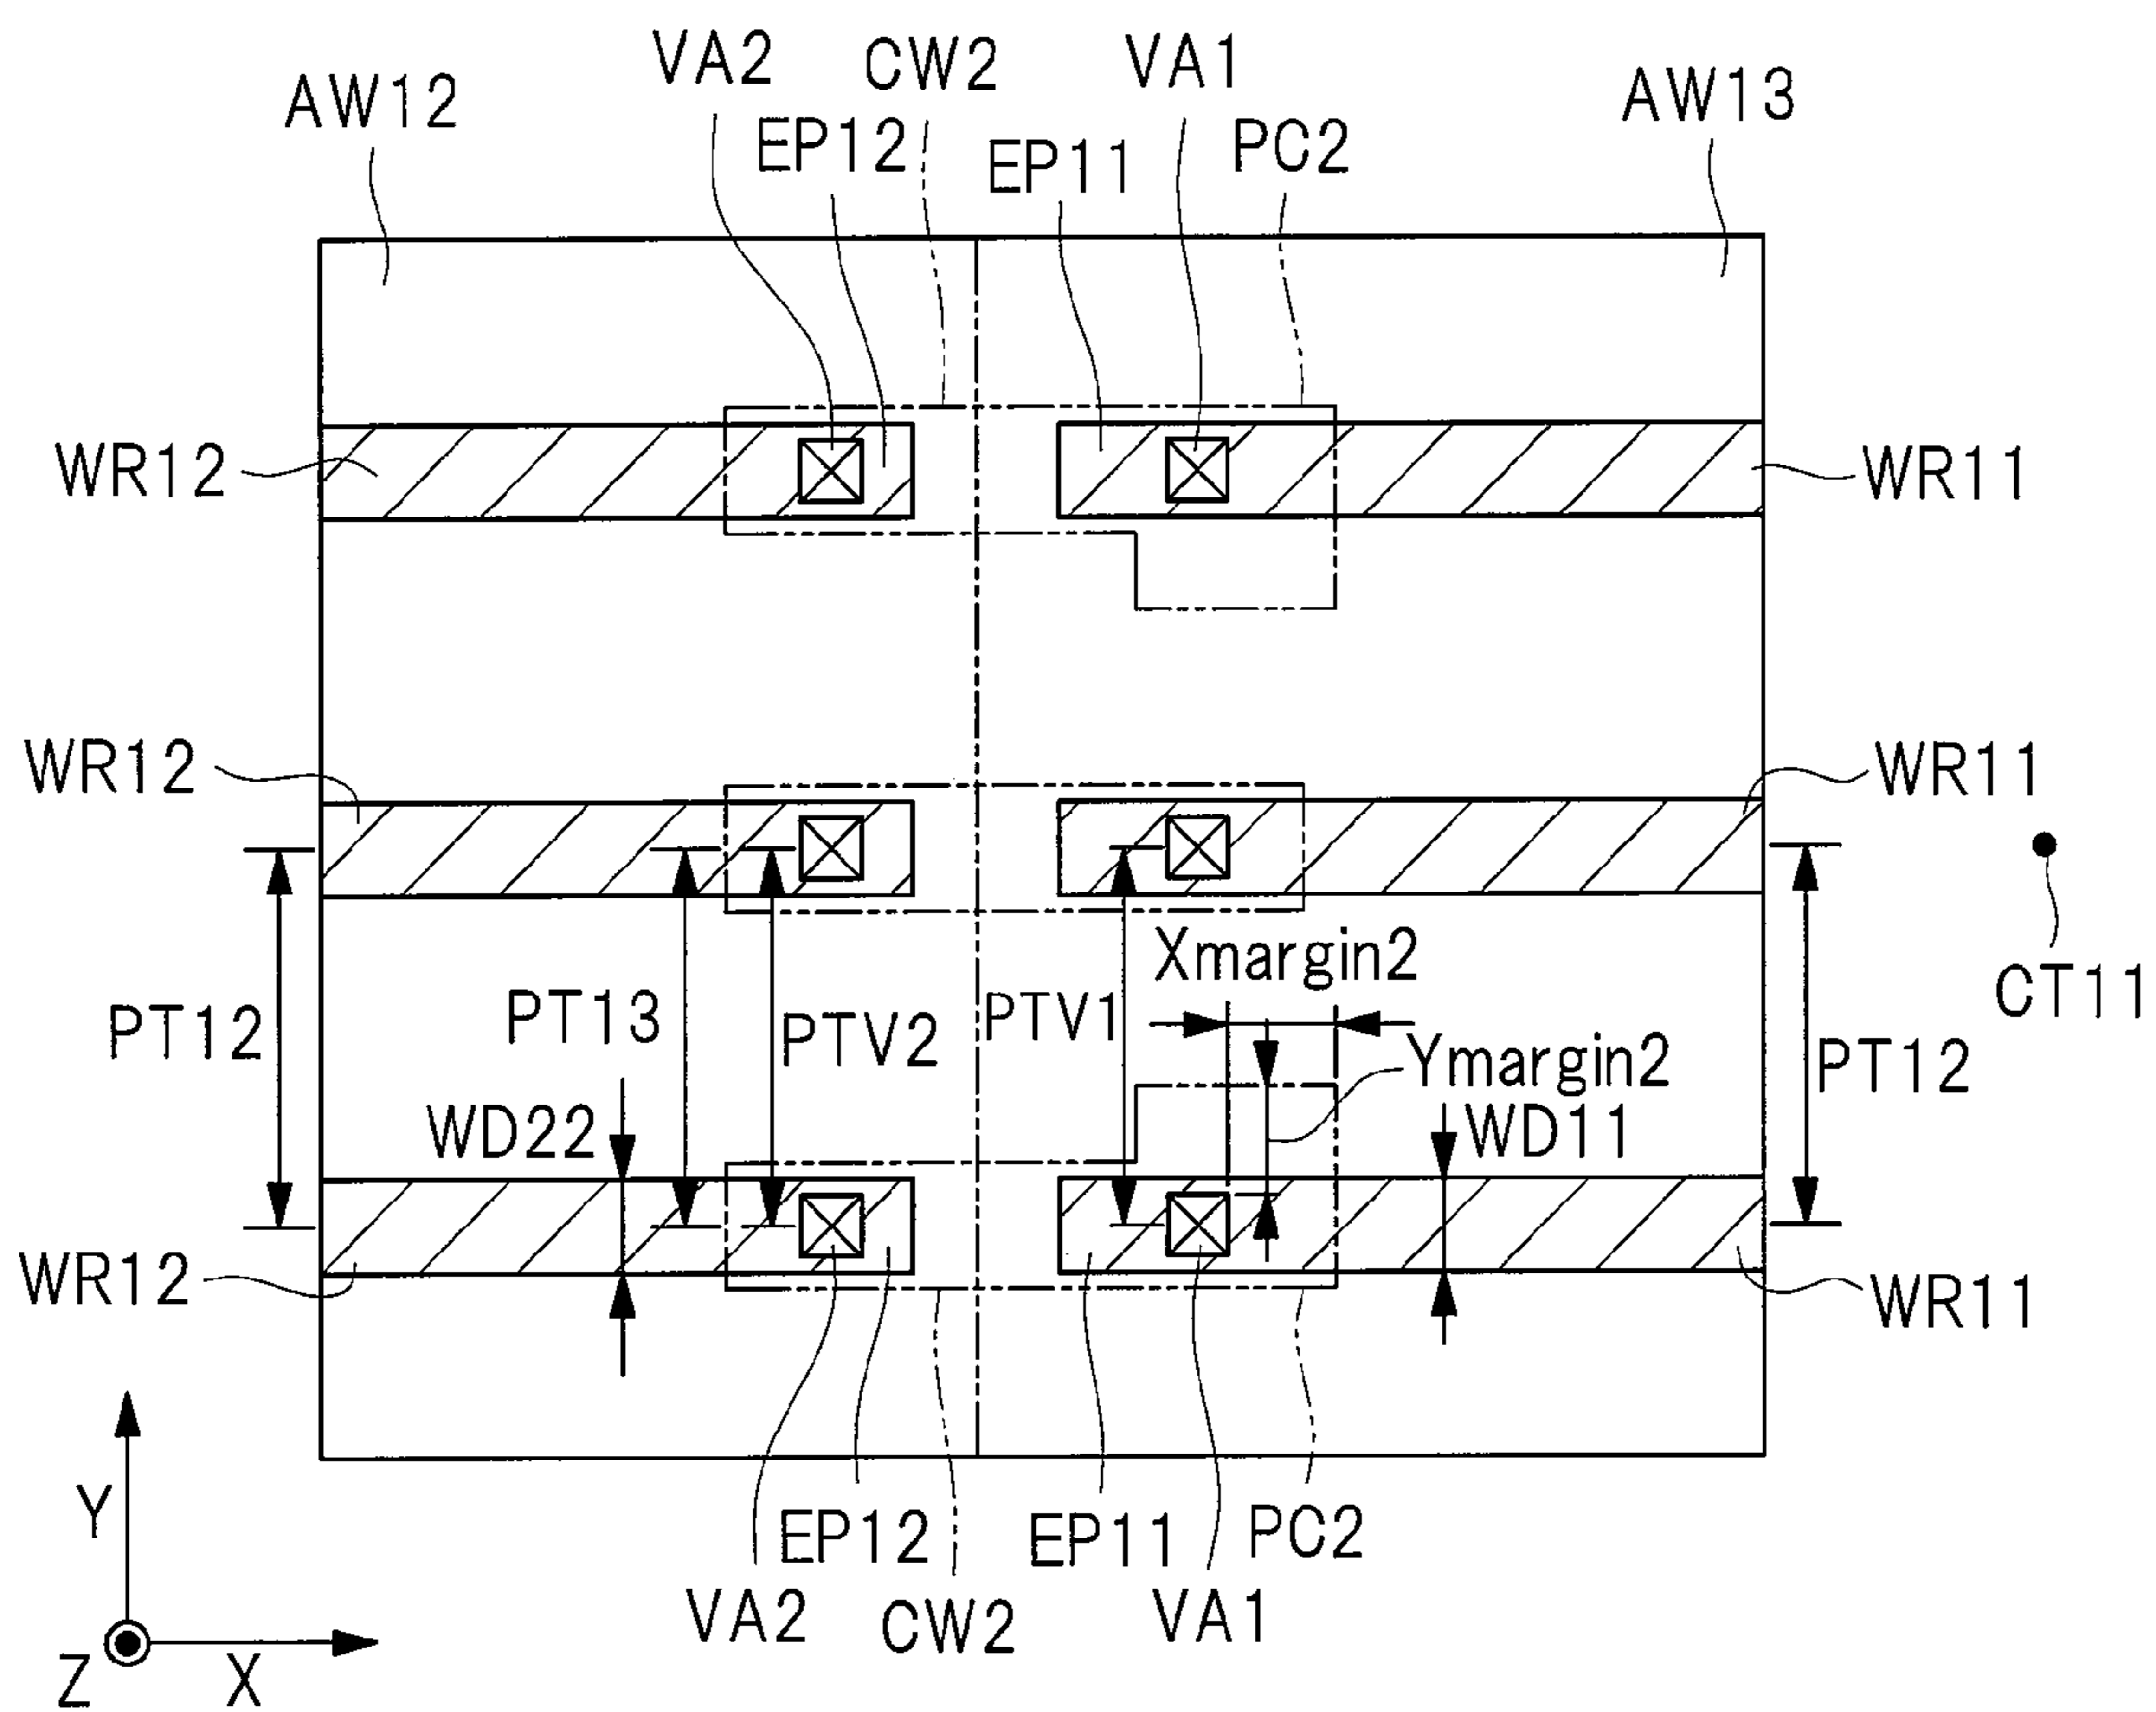 VA2 CW2 VA1
AW12 AW13
EP12 EP11 PC2
WR12 WR11
WR12 WR11
Xmargin2 CT11
PT12 PT13 PTV2 PTV1 Ymargin2 PT12
WD22 WD11
WR12 WR11
Y EP12 EP11 PC2
VA2 CW2 VA1
Z X